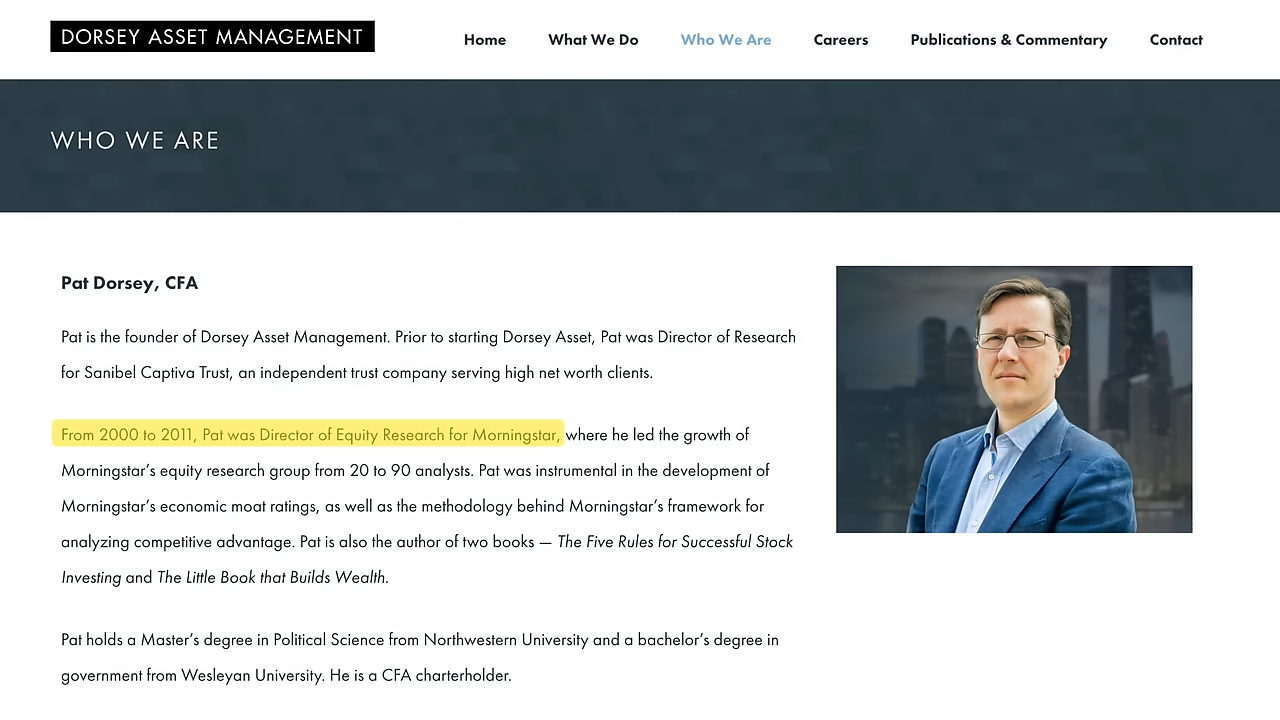 DORSEY ASSET MANAGEMENT
Home What We Do Who We Are Careers Publications & Commentary Contact
WHO WE ARE
Pat Dorsey, CFA
Pat is the founder of Dorsey Asset Management. Prior to starting Dorsey Asset, Pat was Director of Research
for Sanibel Captiva Trust, an independent trust company serving high net worth clients.
From 2000 to 2011, Pat was Director of Equity Research for Morningstar, where he led the growth of
Morningstar’s equity research group from 20 to 90 analysts. Pat was instrumental in the development of
Morningstar’s economic moat ratings, as well as the methodology behind Morningstar’s framework for
analyzing competitive advantage. Pat is also the author of two books — The Five Rules for Successful Stock
Investing and The Little Book that Builds Wealth.
Pat holds a Master’s degree in Political Science from Northwestern University and a bachelor’s degree in
government from Wesleyan University. He is a CFA charterholder.